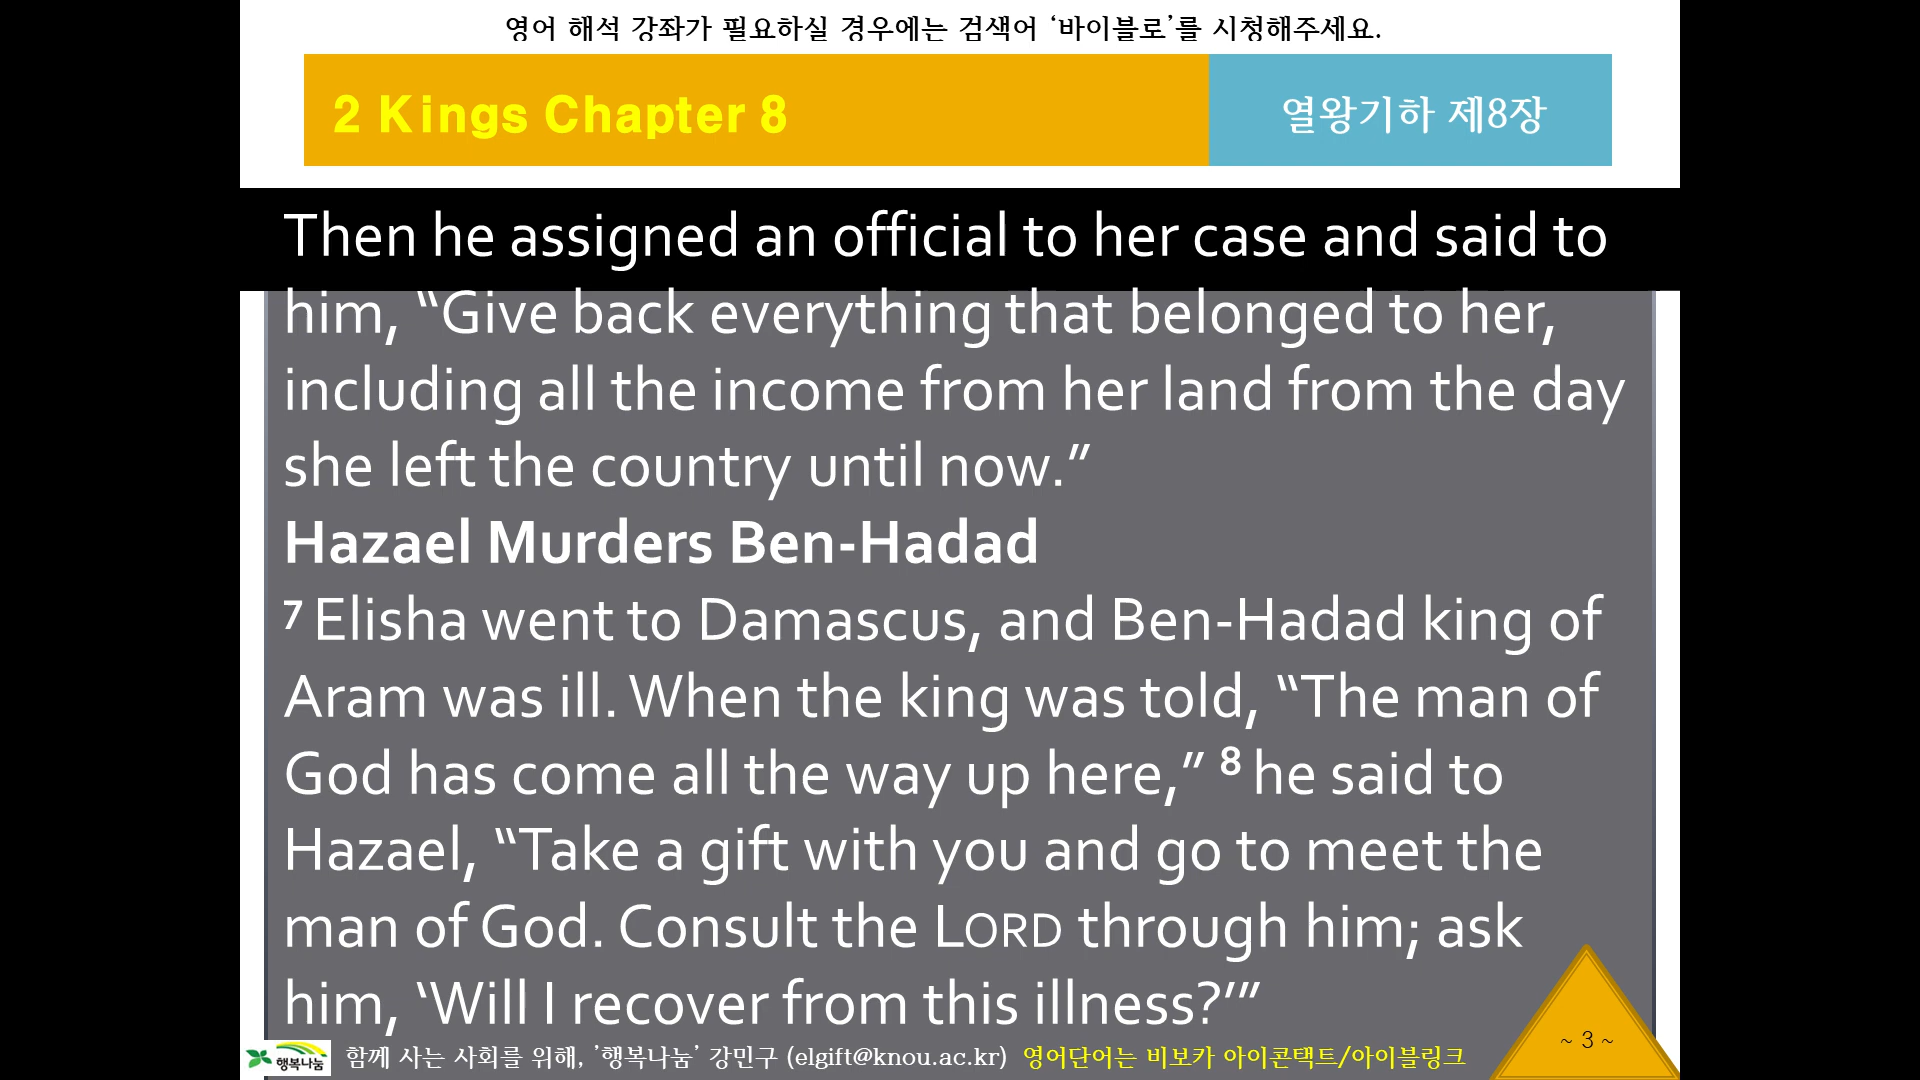 영어 해석 강좌가 필요하실 경우에는 검색어 ‘바이블로’를 시청해주세요.
2 Kings Chapter 8
열왕기하 제8장
Then he assigned an official to her case and said to
him, “Give back everything that belonged to her,
including all the income from her land from the day
she left the country until now.”
Hazael Murders Ben-Hadad
⁷ Elisha went to Damascus, and Ben-Hadad king of
Aram was ill. When the king was told, “The man of
God has come all the way up here,” ⁸ he said to
Hazael, “Take a gift with you and go to meet the
man of God. Consult the LORD through him; ask
him, ‘Will I recover from this illness?’”
~ 3 ~
행복나눔
함께 사는 사회를 위해, ’행복나눔’ 강민구 (elgift@knou.ac.kr) 영어단어는 비보카 아이콘택트/아이블링크